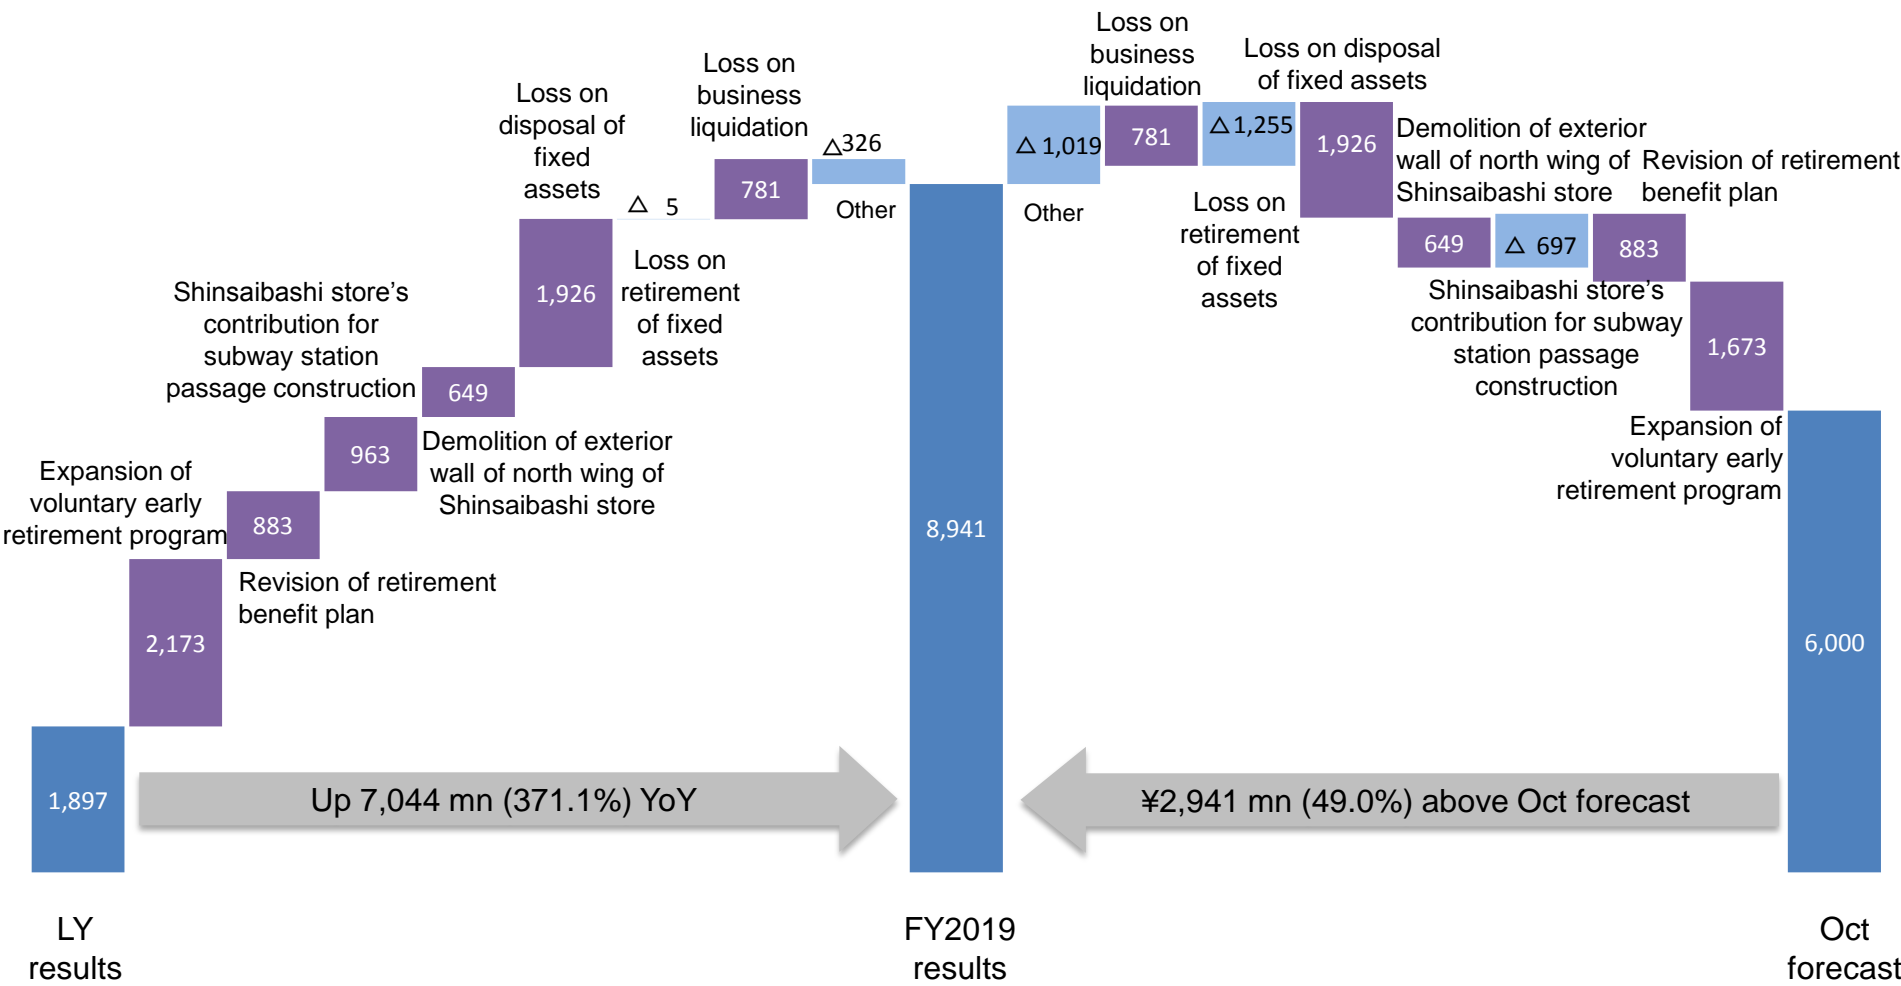 Loss on
disposal of
fixed
assets
Loss on
business
liquidation
△326
Other
△ 5
781
1,926
Loss on
retirement
of fixed
assets
Shinsaibashi store's
contribution for
subway station
passage construction
649
Demolition of exterior
wall of north wing of
Shinsaibashi store
963
Expansion of
voluntary early
retirement program
883
Revision of retirement
benefit plan
2,173
1,897
Up 7,044 mn (371.1%) YoY
8,941
Loss on
business
liquidation
Loss on disposal
of fixed assets
△ 1,019
Other
781
△1,255
Loss on
retirement
of fixed
assets
1,926
Demolition of exterior
wall of north wing of
Shinsaibashi store
Revision of retirement
benefit plan
649
△ 697
883
Shinsaibashi store's
contribution for subway
station passage
construction
1,673
Expansion of
voluntary early
retirement program
6,000
¥2,941 mn (49.0%) above Oct forecast
LY
results
FY2019
results
Oct
forecast